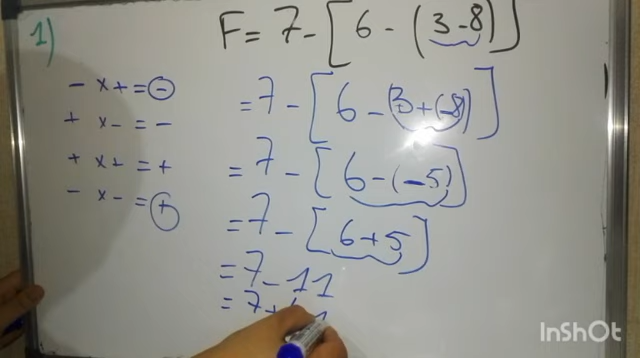 1)
F = 7 - [6 - (3 - 8)]
- x + = -
+ x - = -
+ x + = +
- x - = +
= 7 - [6 - 3 + (-8)]
= 7 - [6 - (-5)]
= 7 - [6 + 5]
= 7 - 11
= 7 + (
InShOt